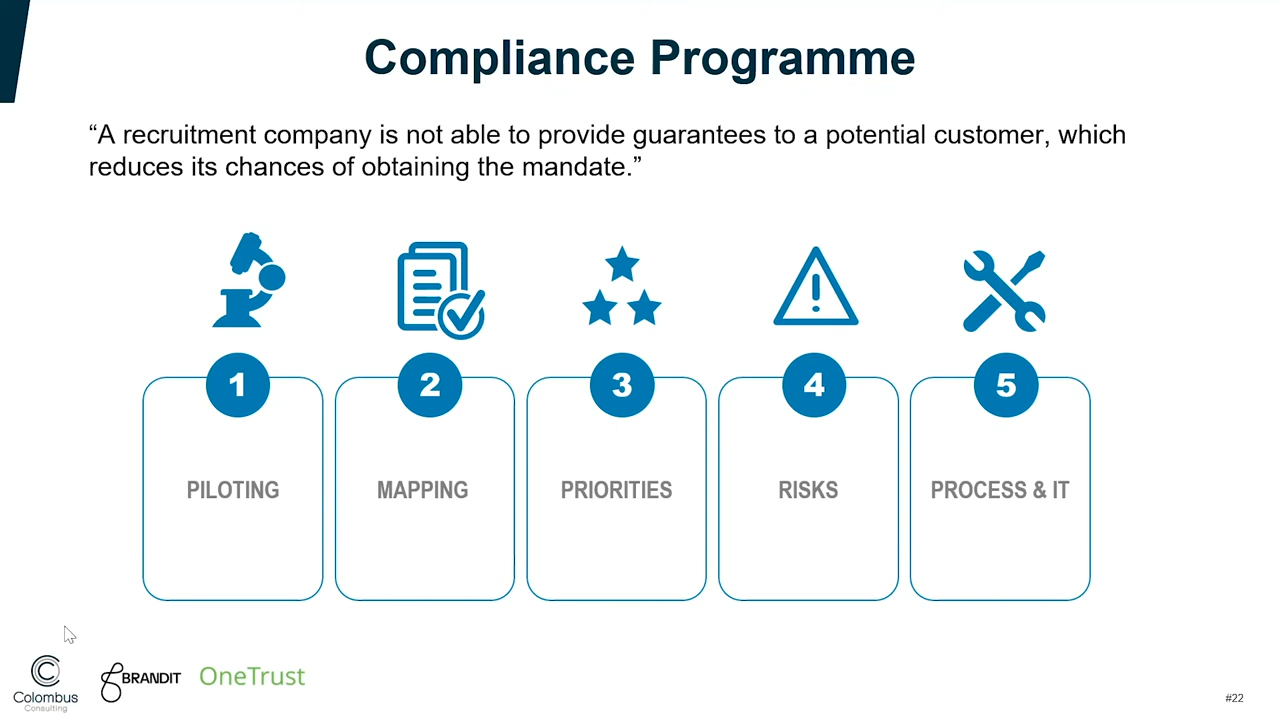 Compliance Programme
“A recruitment company is not able to provide guarantees to a potential customer, which
reduces its chances of obtaining the mandate.”
1
2
3
4
5
PILOTING
MAPPING
PRIORITIES
RISKS
PROCESS & IT
Colombus
Consulting
BRANDIT
OneTrust
#22